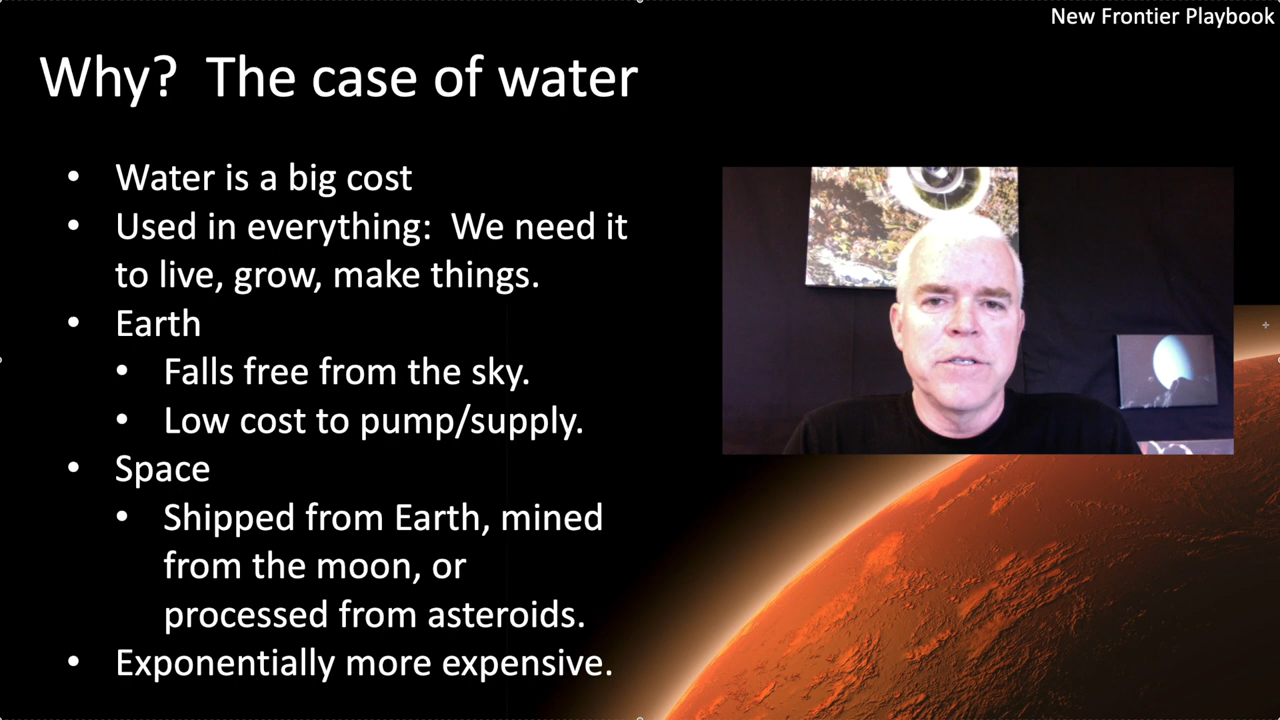 New Frontier Playbook
Why?  The case of water
• Water is a big cost
• Used in everything:  We need it
to live, grow, make things.
• Earth
• Falls free from the sky.
• Low cost to pump/supply.
• Space
• Shipped from Earth, mined
from the moon, or
processed from asteroids.
• Exponentially more expensive.